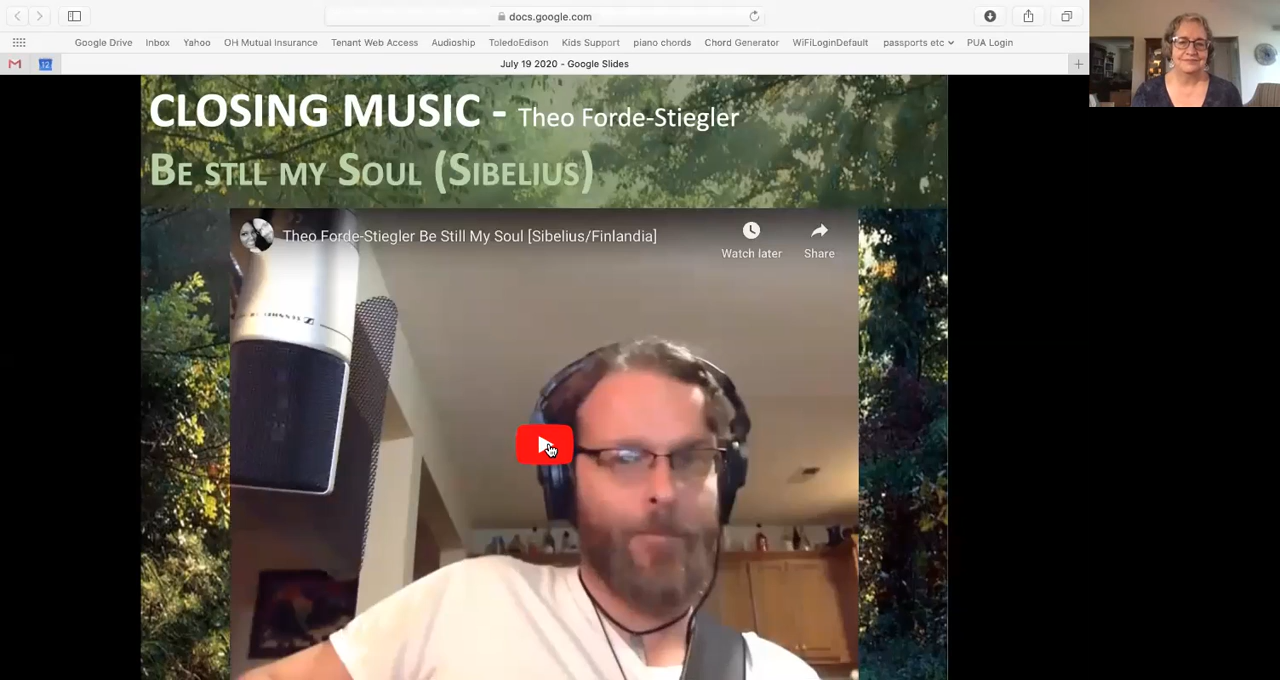 docs.google.com
Google Drive Inbox Yahoo OH Mutual Insurance Tenant Web Access Audioship ToledoEdison Kids Support piano chords Chord Generator WiFiLoginDefault passports etc PUA Login
12 July 19 2020 - Google Slides
CLOSING MUSIC - Theo Forde-Stiegler
BE STLL MY SOUL (SIBELIUS)
Theo Forde-Stiegler Be Still My Soul [Sibelius/Finlandia]
Watch later Share